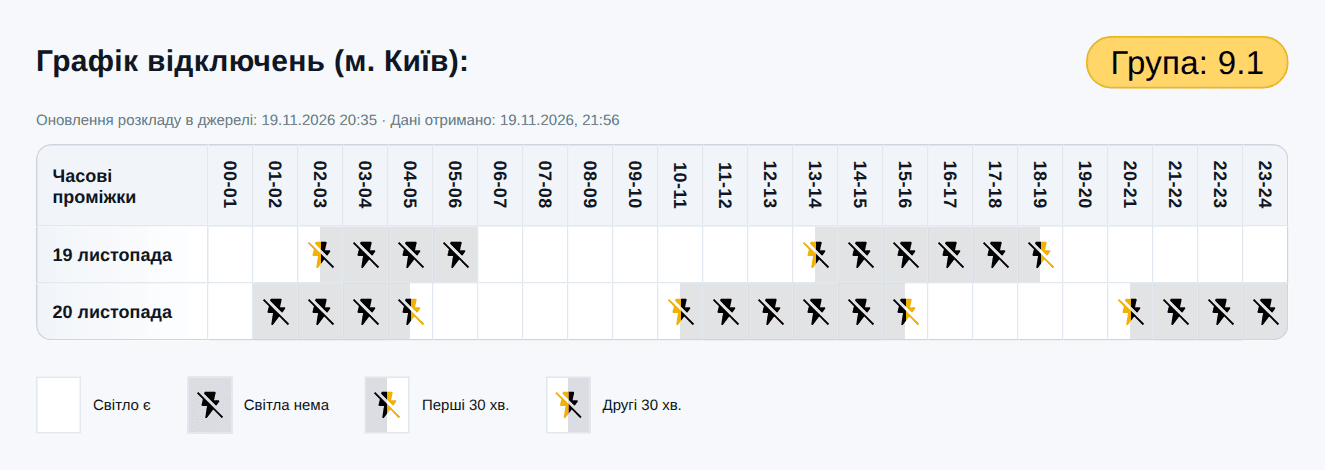 Графік відключень (м. Київ):
Група: 9.1
Оновлення розкладу в джерелі: 19.11.2026 20:35 · Дані отримано: 19.11.2026, 21:56
Часові
проміжки
00-01 01-02 02-03 03-04 04-05 05-06 06-07 07-08 08-09 09-10 10-11 11-12 12-13 13-14 14-15 15-16 16-17 17-18 18-19 19-20 20-21 21-22 22-23 23-24
19 листопада
20 листопада
Світло є
Світла нема
Перші 30 хв.
Другі 30 хв.